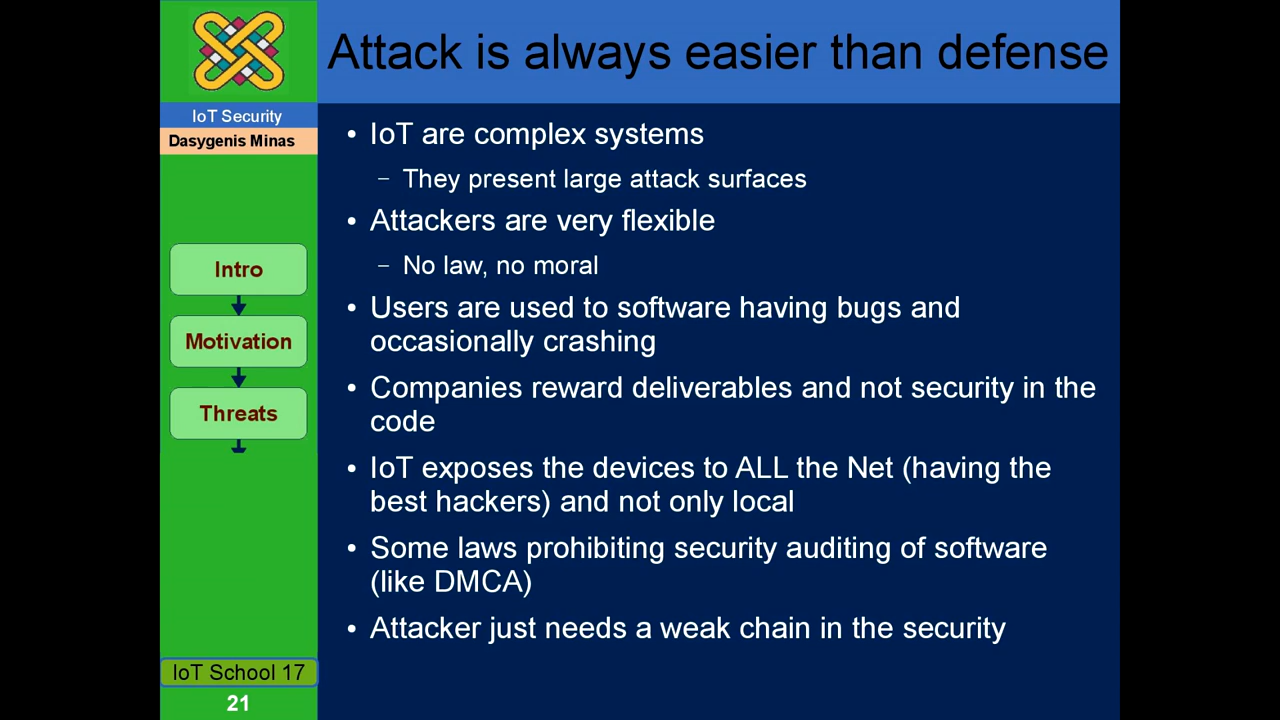 Attack is always easier than defense
IoT Security
Dasygenis Minas
Intro
Motivation
Threats
IoT School 17
21
• IoT are complex systems
– They present large attack surfaces
• Attackers are very flexible
– No law, no moral
• Users are used to software having bugs and
occasionally crashing
• Companies reward deliverables and not security in the
code
• IoT exposes the devices to ALL the Net (having the
best hackers) and not only local
• Some laws prohibiting security auditing of software
(like DMCA)
• Attacker just needs a weak chain in the security